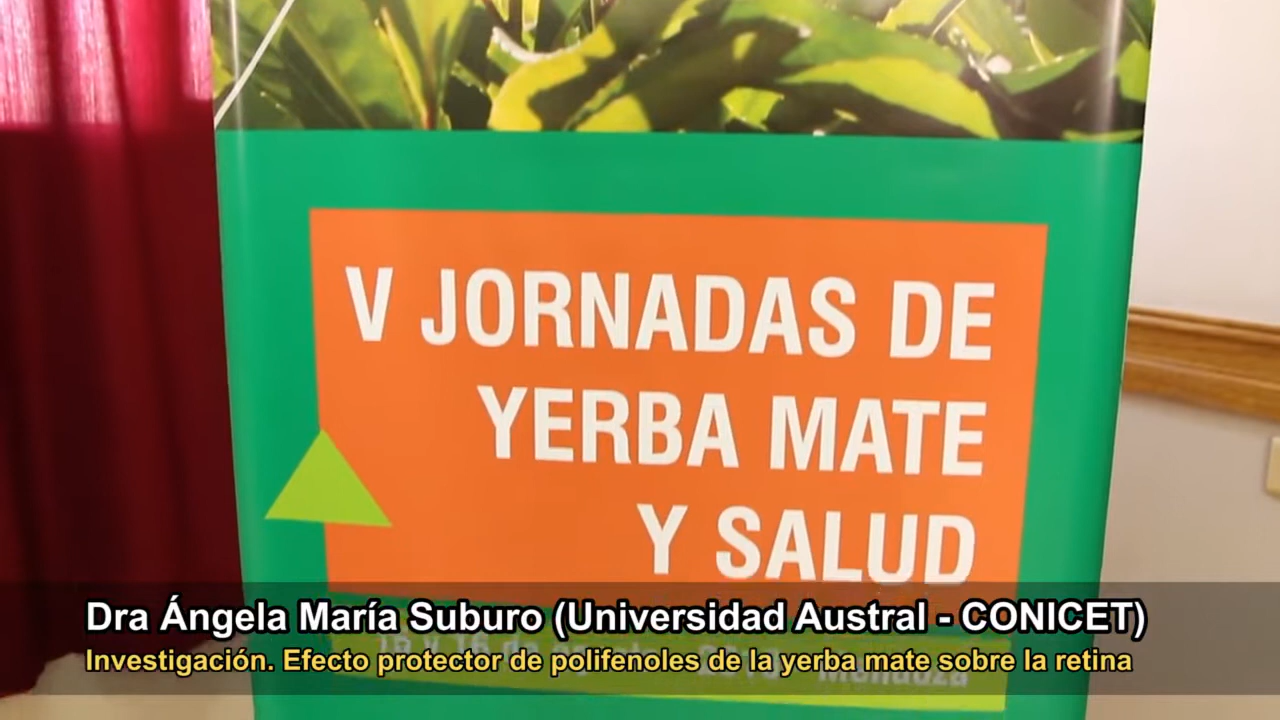 V JORNADAS DE
YERBA MATE
Y SALUD
Dra Ángela María Suburo (Universidad Austral - CONICET)
Investigación. Efecto protector de polifenoles de la yerba mate sobre la retina
Mendoza